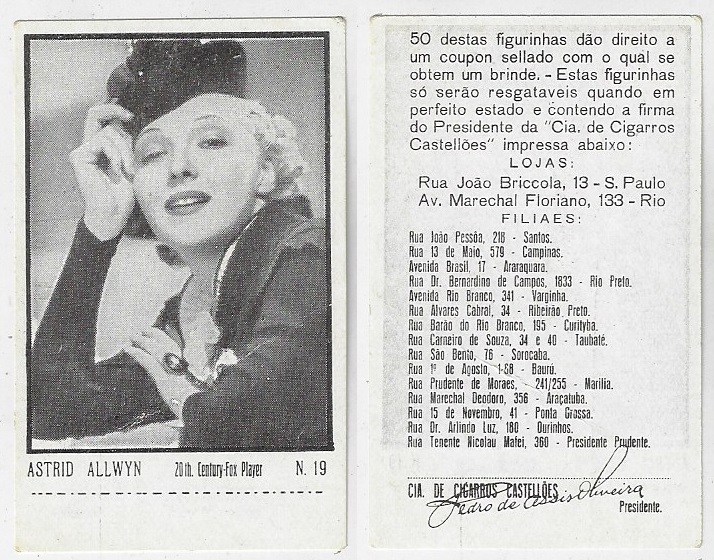 ASTRID ALLWYN 20th. Century-Fox Player N. 19
50 destas figurinhas dão direito a
um coupon sellado com o qual se
obtem um brinde. - Estas figurinhas
só serão resgataveis quando em
perfeito estado e contendo a firma
do Presidente da "Cia. de Cigarros
Castellões" impressa abaixo:
LOJAS:
Rua João Briccola, 13 - S. Paulo
Av. Marechal Floriano, 133 - Rio
FILIAES:
Rua João Pessôa, 218 - Santos.
Rua 13 de Maio, 579 - Campinas.
Avenida Brasil, 17 - Araraquara.
Rua Dr. Bernardino de Campos, 1833 - Rio Preto.
Avenida Rio Branco, 341 - Varginha.
Rua Alvares Cabral, 34 - Ribeirão Preto.
Rua Barão do Rio Branco, 195 - Curityba.
Rua Carneiro de Souza, 34 e 40 - Taubaté.
Rua São Bento, 76 - Sorocaba.
Rua 1º de Agosto, 1-58 - Baurú.
Rua Prudente de Moraes, 241/255 - Marilia.
Rua Marechal Deodoro, 356 - Araçatuba.
Rua 15 de Novembro, 41 - Ponta Grossa.
Rua Dr. Arlindo Luz, 180 - Ourinhos.
Rua Tenente Nicolau Mafei, 360 - Presidente Prudente.
CIA. DE CIGARROS CASTELLÕES
Pedro de Assis Oliveira
Presidente.